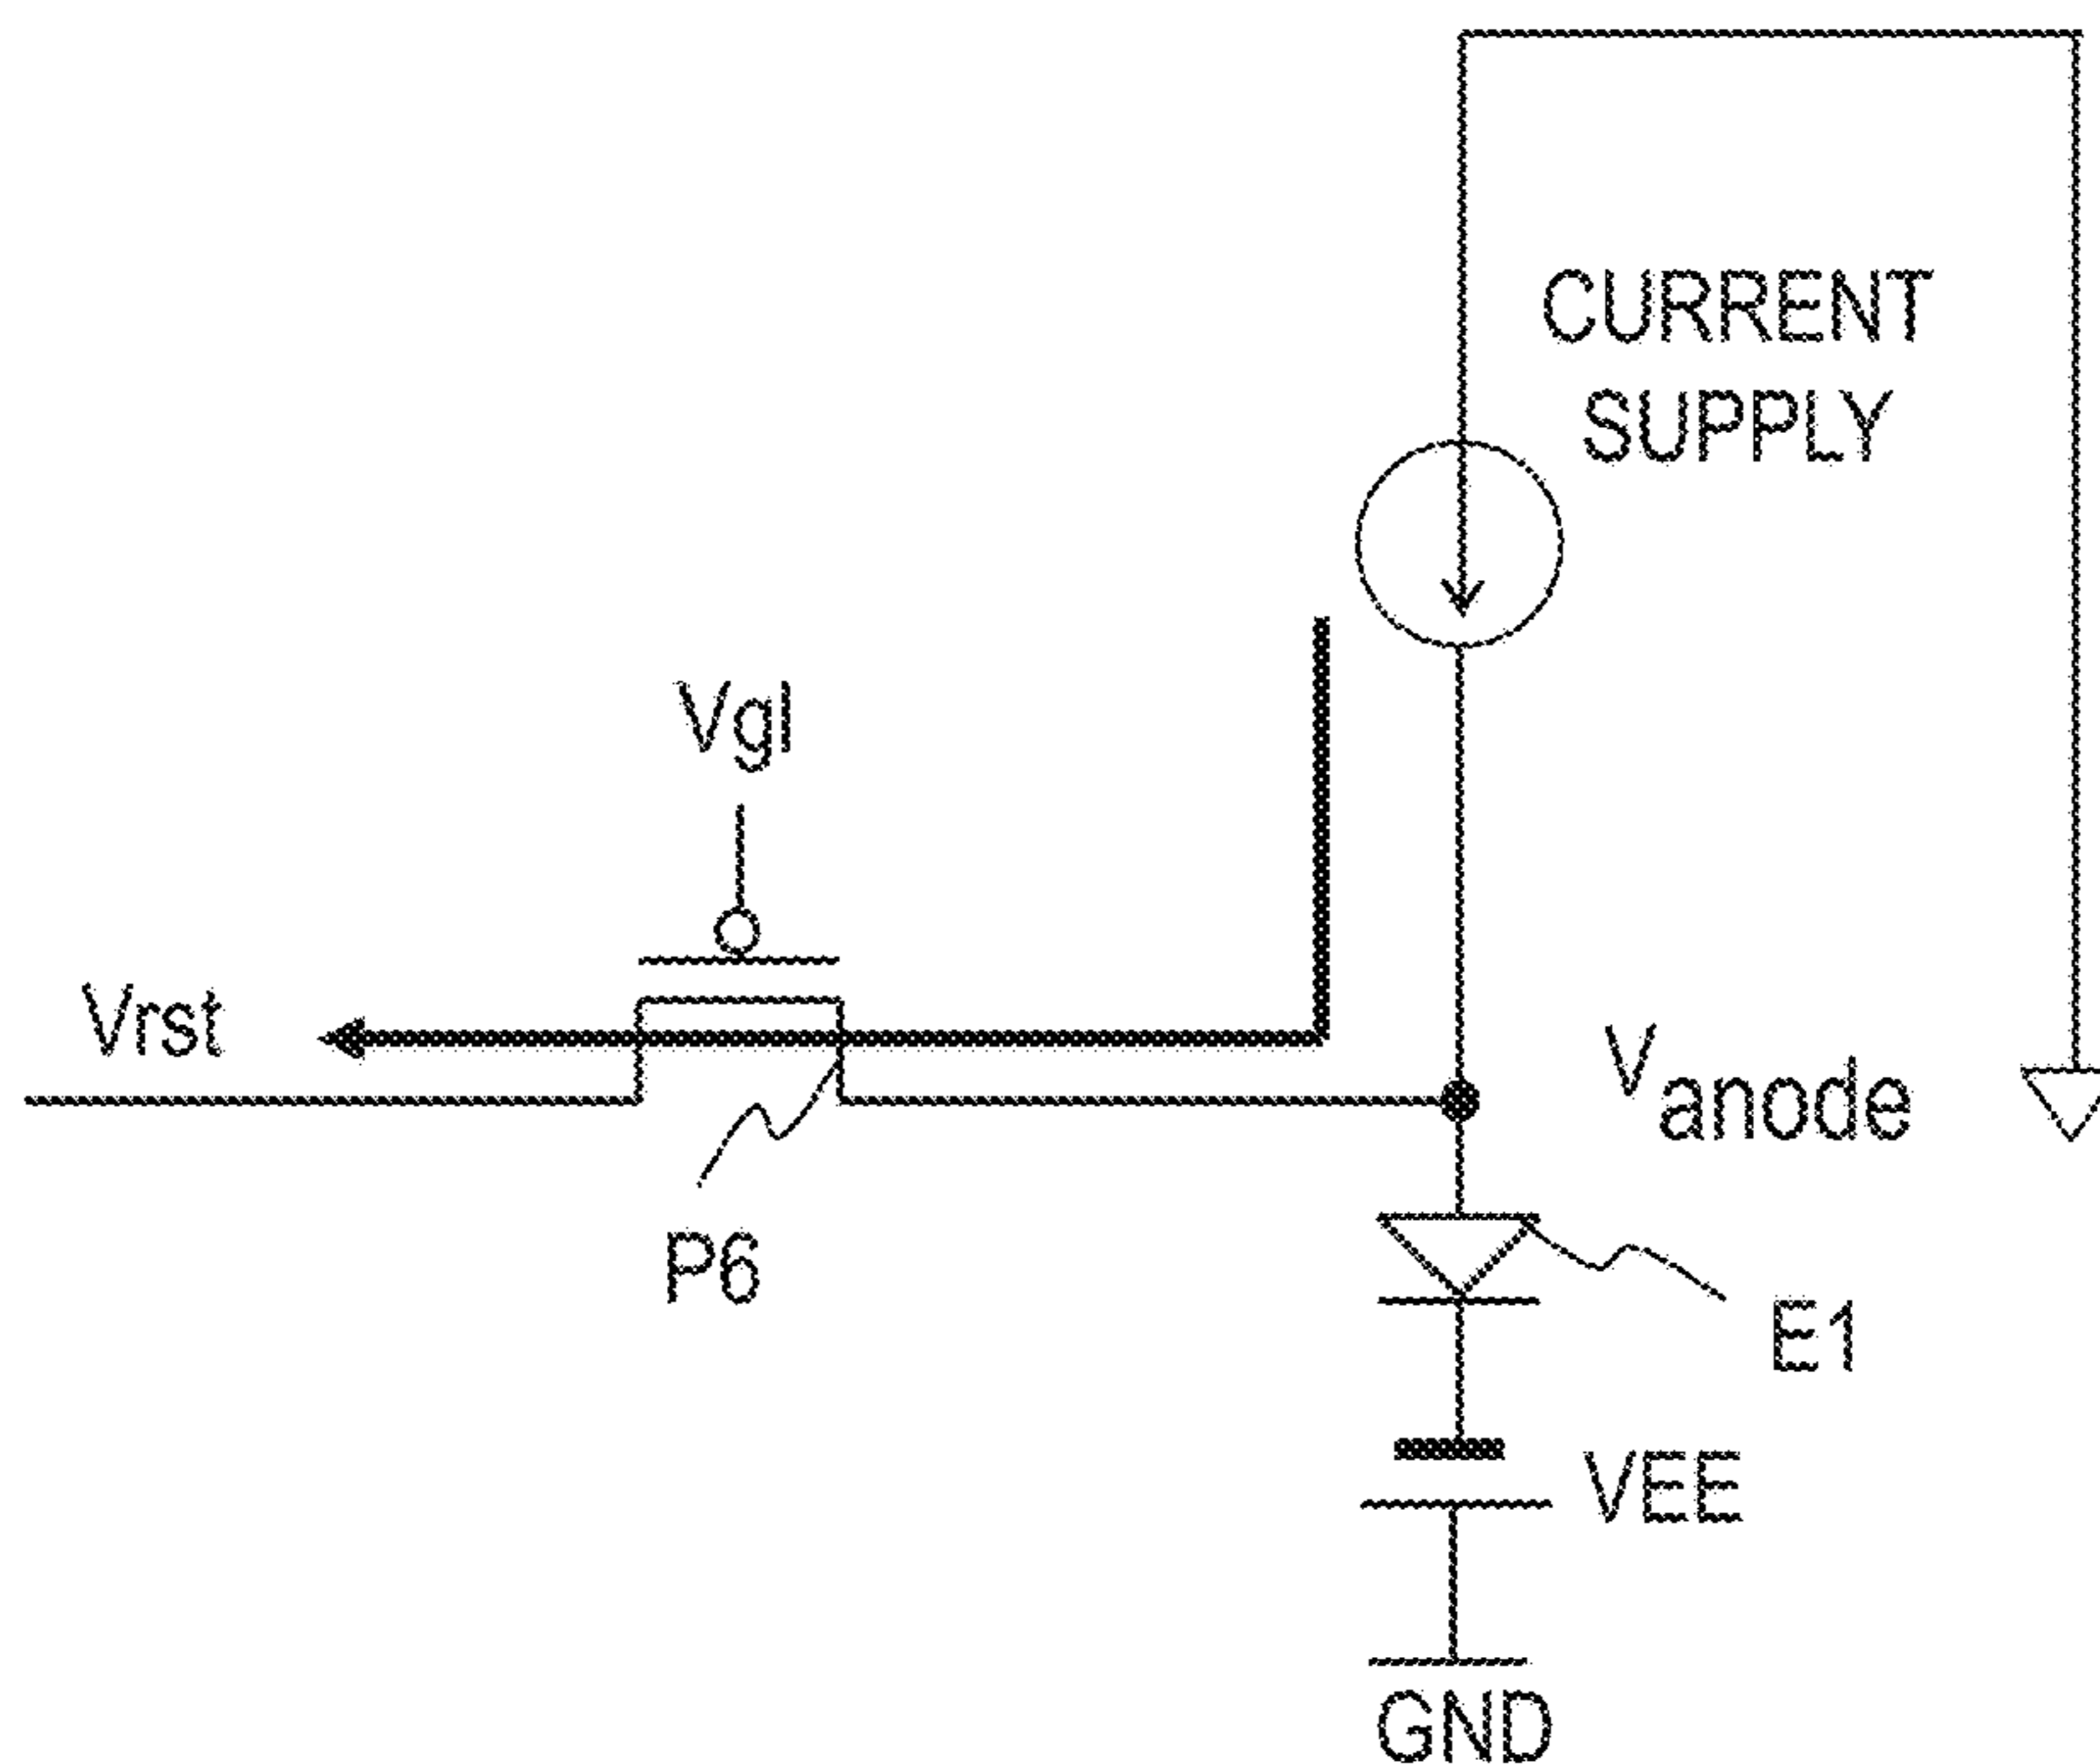 CURRENT
SUPPLY
Vgl
Vrst
Vanode
P6
E1
VEE
GND